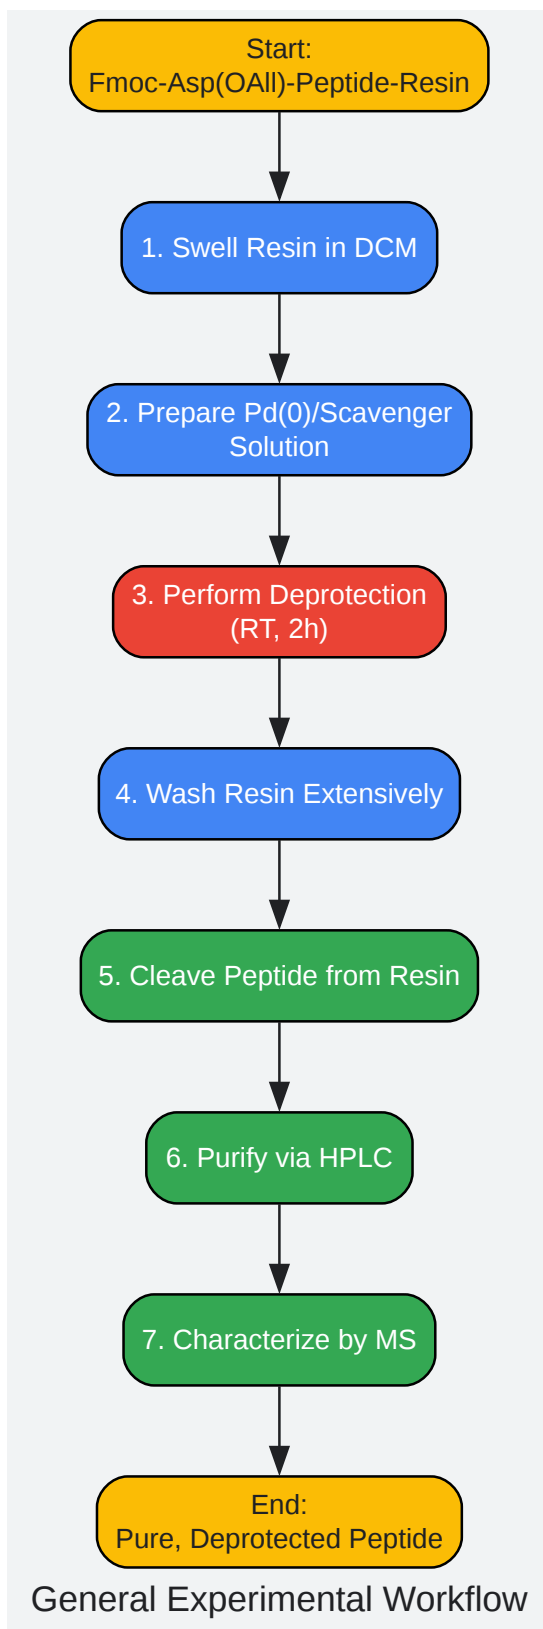 Start:
Fmoc-Asp(OAll)-Peptide-Resin
1. Swell Resin in DCM
2. Prepare Pd(0)/Scavenger
Solution
3. Perform Deprotection
(RT, 2h)
4. Wash Resin Extensively
5. Cleave Peptide from Resin
6. Purify via HPLC
7. Characterize by MS
End:
Pure, Deprotected Peptide
General Experimental Workflow